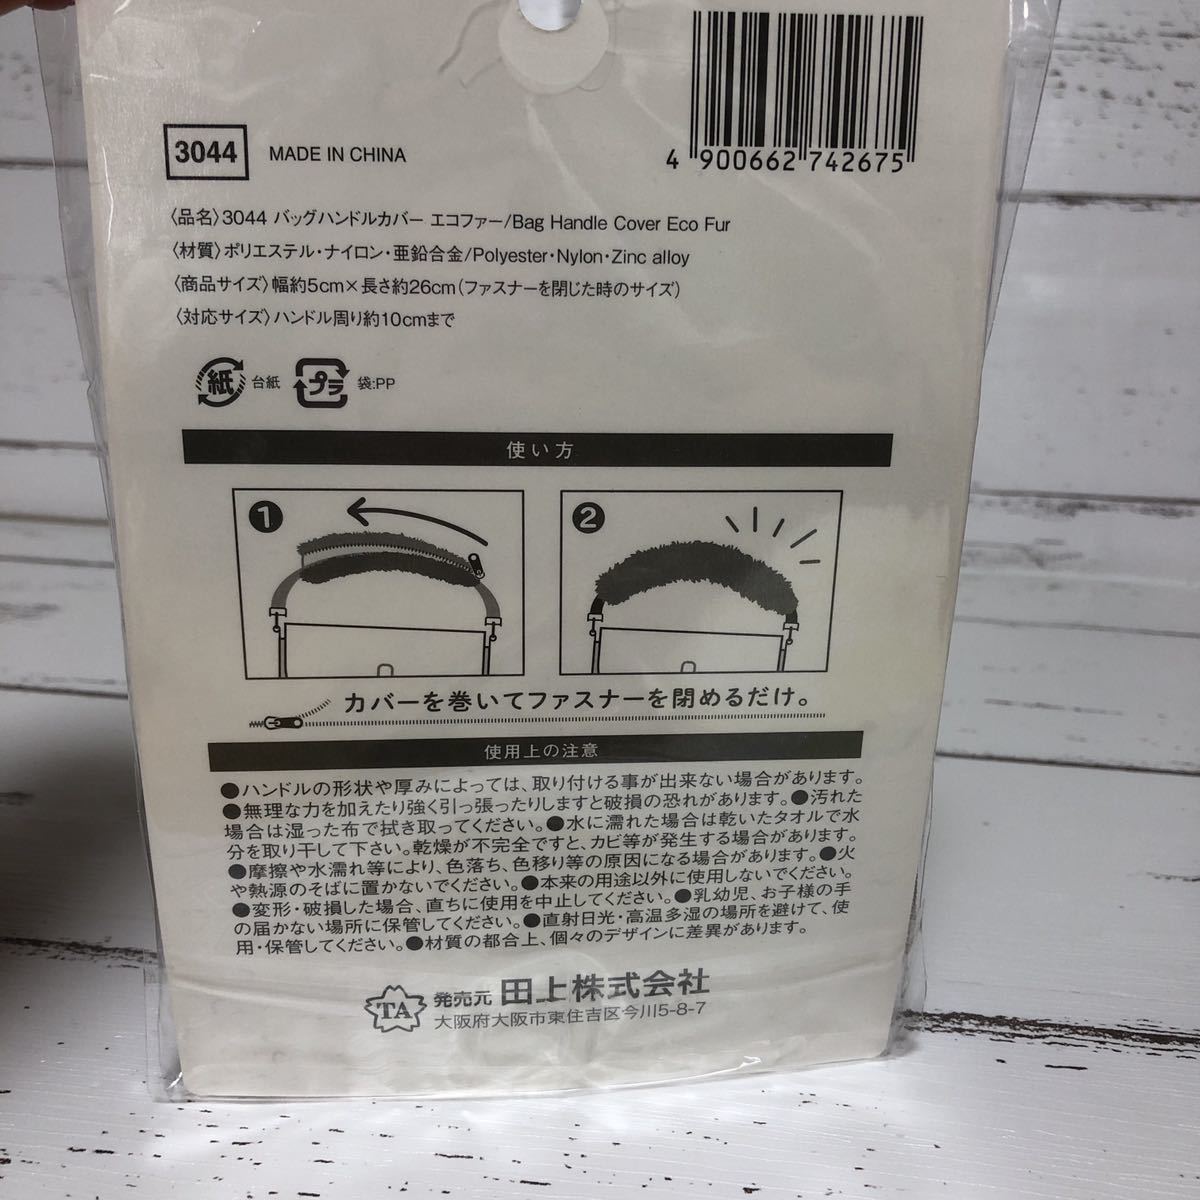 4 900662 742675
3044 MADE IN CHINA
〈品名〉3044 バッグハンドルカバー エコファー/Bag Handle Cover Eco Fur
〈材質〉ポリエステル・ナイロン・亜鉛合金/Polyester・Nylon・Zinc alloy
〈商品サイズ〉幅約5cm×長さ約26cm(ファスナーを閉じた時のサイズ)
〈対応サイズ〉ハンドル周り約10cmまで
紙 台紙 プラ 袋:PP
使い方
1 2
カバーを巻いてファスナーを閉めるだけ。
使用上の注意
●ハンドルの形状や厚みによっては、取り付ける事が出来ない場合があります。
●無理な力を加えたり強く引っ張ったりしますと破損の恐れがあります。●汚れた
場合は湿った布で拭き取ってください。●水に濡れた場合は乾いたタオルで水
分を取り干して下さい。乾燥が不完全ですと、カビ等が発生する場合があります。
●摩擦や水濡れ等により、色落ち、色移り等の原因になる場合があります。●火
や熱源のそばに置かないでください。●本来の用途以外に使用しないでください。
●変形・破損した場合、直ちに使用を中止してください。●乳幼児、お子様の手
の届かない場所に保管してください。●直射日光・高温多湿の場所を避けて、使
用・保管してください。●材質の都合上、個々のデザインに差異があります。
TA 発売元 田上株式会社
大阪府大阪市東住吉区今川5-8-7